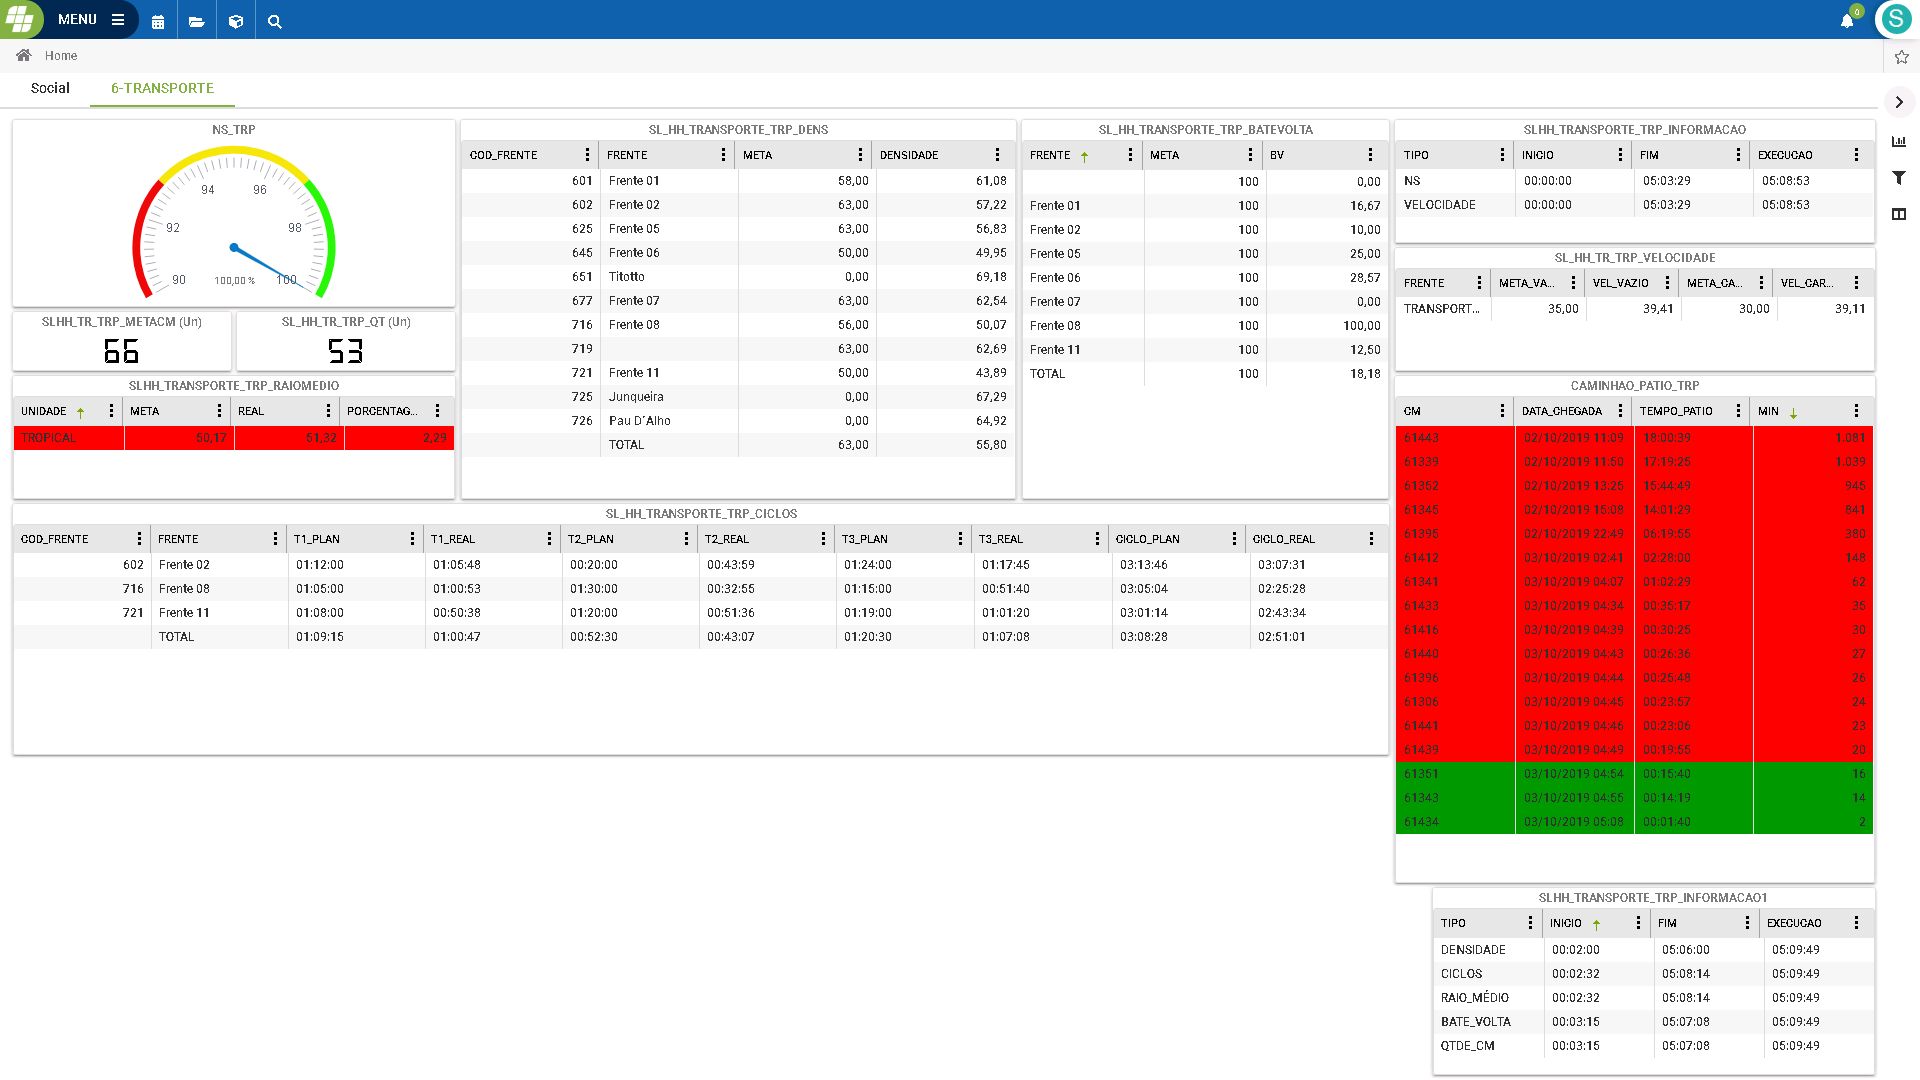 MENU
0
S
Home
Social 6-TRANSPORTE
NS_TRP
90 92 94 96 98 100
100,00 %
SLHH_TR_TRP_METACM (Un)
66
SLHH_TR_TRP_QT (Un)
53
SLHH_TRANSPORTE_TRP_RAIOMEDIO
UNIDADE META REAL PORCENTAG...
TROPICAL 50,17 51,32 2,29
SL_HH_TRANSPORTE_TRP_DENS
COD_FRENTE FRENTE META DENSIDADE
601 Frente 01 58,00 61,08
602 Frente 02 63,00 57,22
625 Frente 05 63,00 56,83
645 Frente 06 50,00 49,95
651 Titotto 0,00 69,18
677 Frente 07 63,00 62,54
716 Frente 08 56,00 50,07
719 63,00 62,69
721 Frente 11 50,00 43,89
725 Junqueira 0,00 67,29
726 Pau D´Alho 0,00 64,92
TOTAL 63,00 55,80
SL_HH_TRANSPORTE_TRP_BATEVOLTA
FRENTE META BV
100 0,00
Frente 01 100 16,67
Frente 02 100 10,00
Frente 05 100 25,00
Frente 06 100 28,57
Frente 07 100 0,00
Frente 08 100 100,00
Frente 11 100 12,50
TOTAL 100 18,18
SLHH_TRANSPORTE_TRP_INFORMACAO
TIPO INICIO FIM EXECUCAO
NS 00:00:00 05:03:29 05:08:53
VELOCIDADE 00:00:00 05:03:29 05:08:53
SL_HH_TR_TRP_VELOCIDADE
FRENTE META_VA... VEL_VAZIO META_CA... VEL_CAR...
TRANSPORT... 35,00 39,41 30,00 39,11
SL_HH_TRANSPORTE_TRP_CICLOS
COD_FRENTE FRENTE T1_PLAN T1_REAL T2_PLAN T2_REAL T3_PLAN T3_REAL CICLO_PLAN CICLO_REAL
602 Frente 02 01:12:00 01:05:48 00:20:00 00:43:59 01:24:00 01:17:45 03:13:46 03:07:31
716 Frente 08 01:05:00 01:00:53 01:30:00 00:32:55 01:15:00 00:51:40 03:05:04 02:25:28
721 Frente 11 01:08:00 00:50:38 01:20:00 00:51:36 01:19:00 01:01:20 03:01:14 02:43:34
TOTAL 01:09:15 01:00:47 00:52:30 00:43:07 01:20:30 01:07:08 03:08:28 02:51:01
CAMINHAO_PATIO_TRP
CM DATA_CHEGADA TEMPO_PATIO MIN
61443 02/10/2019 11:09 18:00:39 1.081
61339 02/10/2019 11:50 17:19:25 1.039
61352 02/10/2019 13:25 15:44:49 945
61345 02/10/2019 15:08 14:01:29 841
61395 02/10/2019 22:49 06:19:55 380
61412 03/10/2019 02:41 02:28:00 148
61341 03/10/2019 04:07 01:02:29 62
61433 03/10/2019 04:34 00:35:17 35
61416 03/10/2019 04:39 00:30:25 30
61440 03/10/2019 04:43 00:26:36 27
61396 03/10/2019 04:44 00:25:48 26
61306 03/10/2019 04:45 00:23:57 24
61441 03/10/2019 04:46 00:23:06 23
61439 03/10/2019 04:49 00:19:55 20
61351 03/10/2019 04:54 00:15:40 16
61343 03/10/2019 04:55 00:14:19 14
61434 03/10/2019 05:08 00:01:40 2
SLHH_TRANSPORTE_TRP_INFORMACAO1
TIPO INICIO FIM EXECUCAO
DENSIDADE 00:02:00 05:06:00 05:09:49
CICLOS 00:02:32 05:08:14 05:09:49
RAIO_MÉDIO 00:02:32 05:08:14 05:09:49
BATE_VOLTA 00:03:15 05:07:08 05:09:49
QTDE_CM 00:03:15 05:07:08 05:09:49